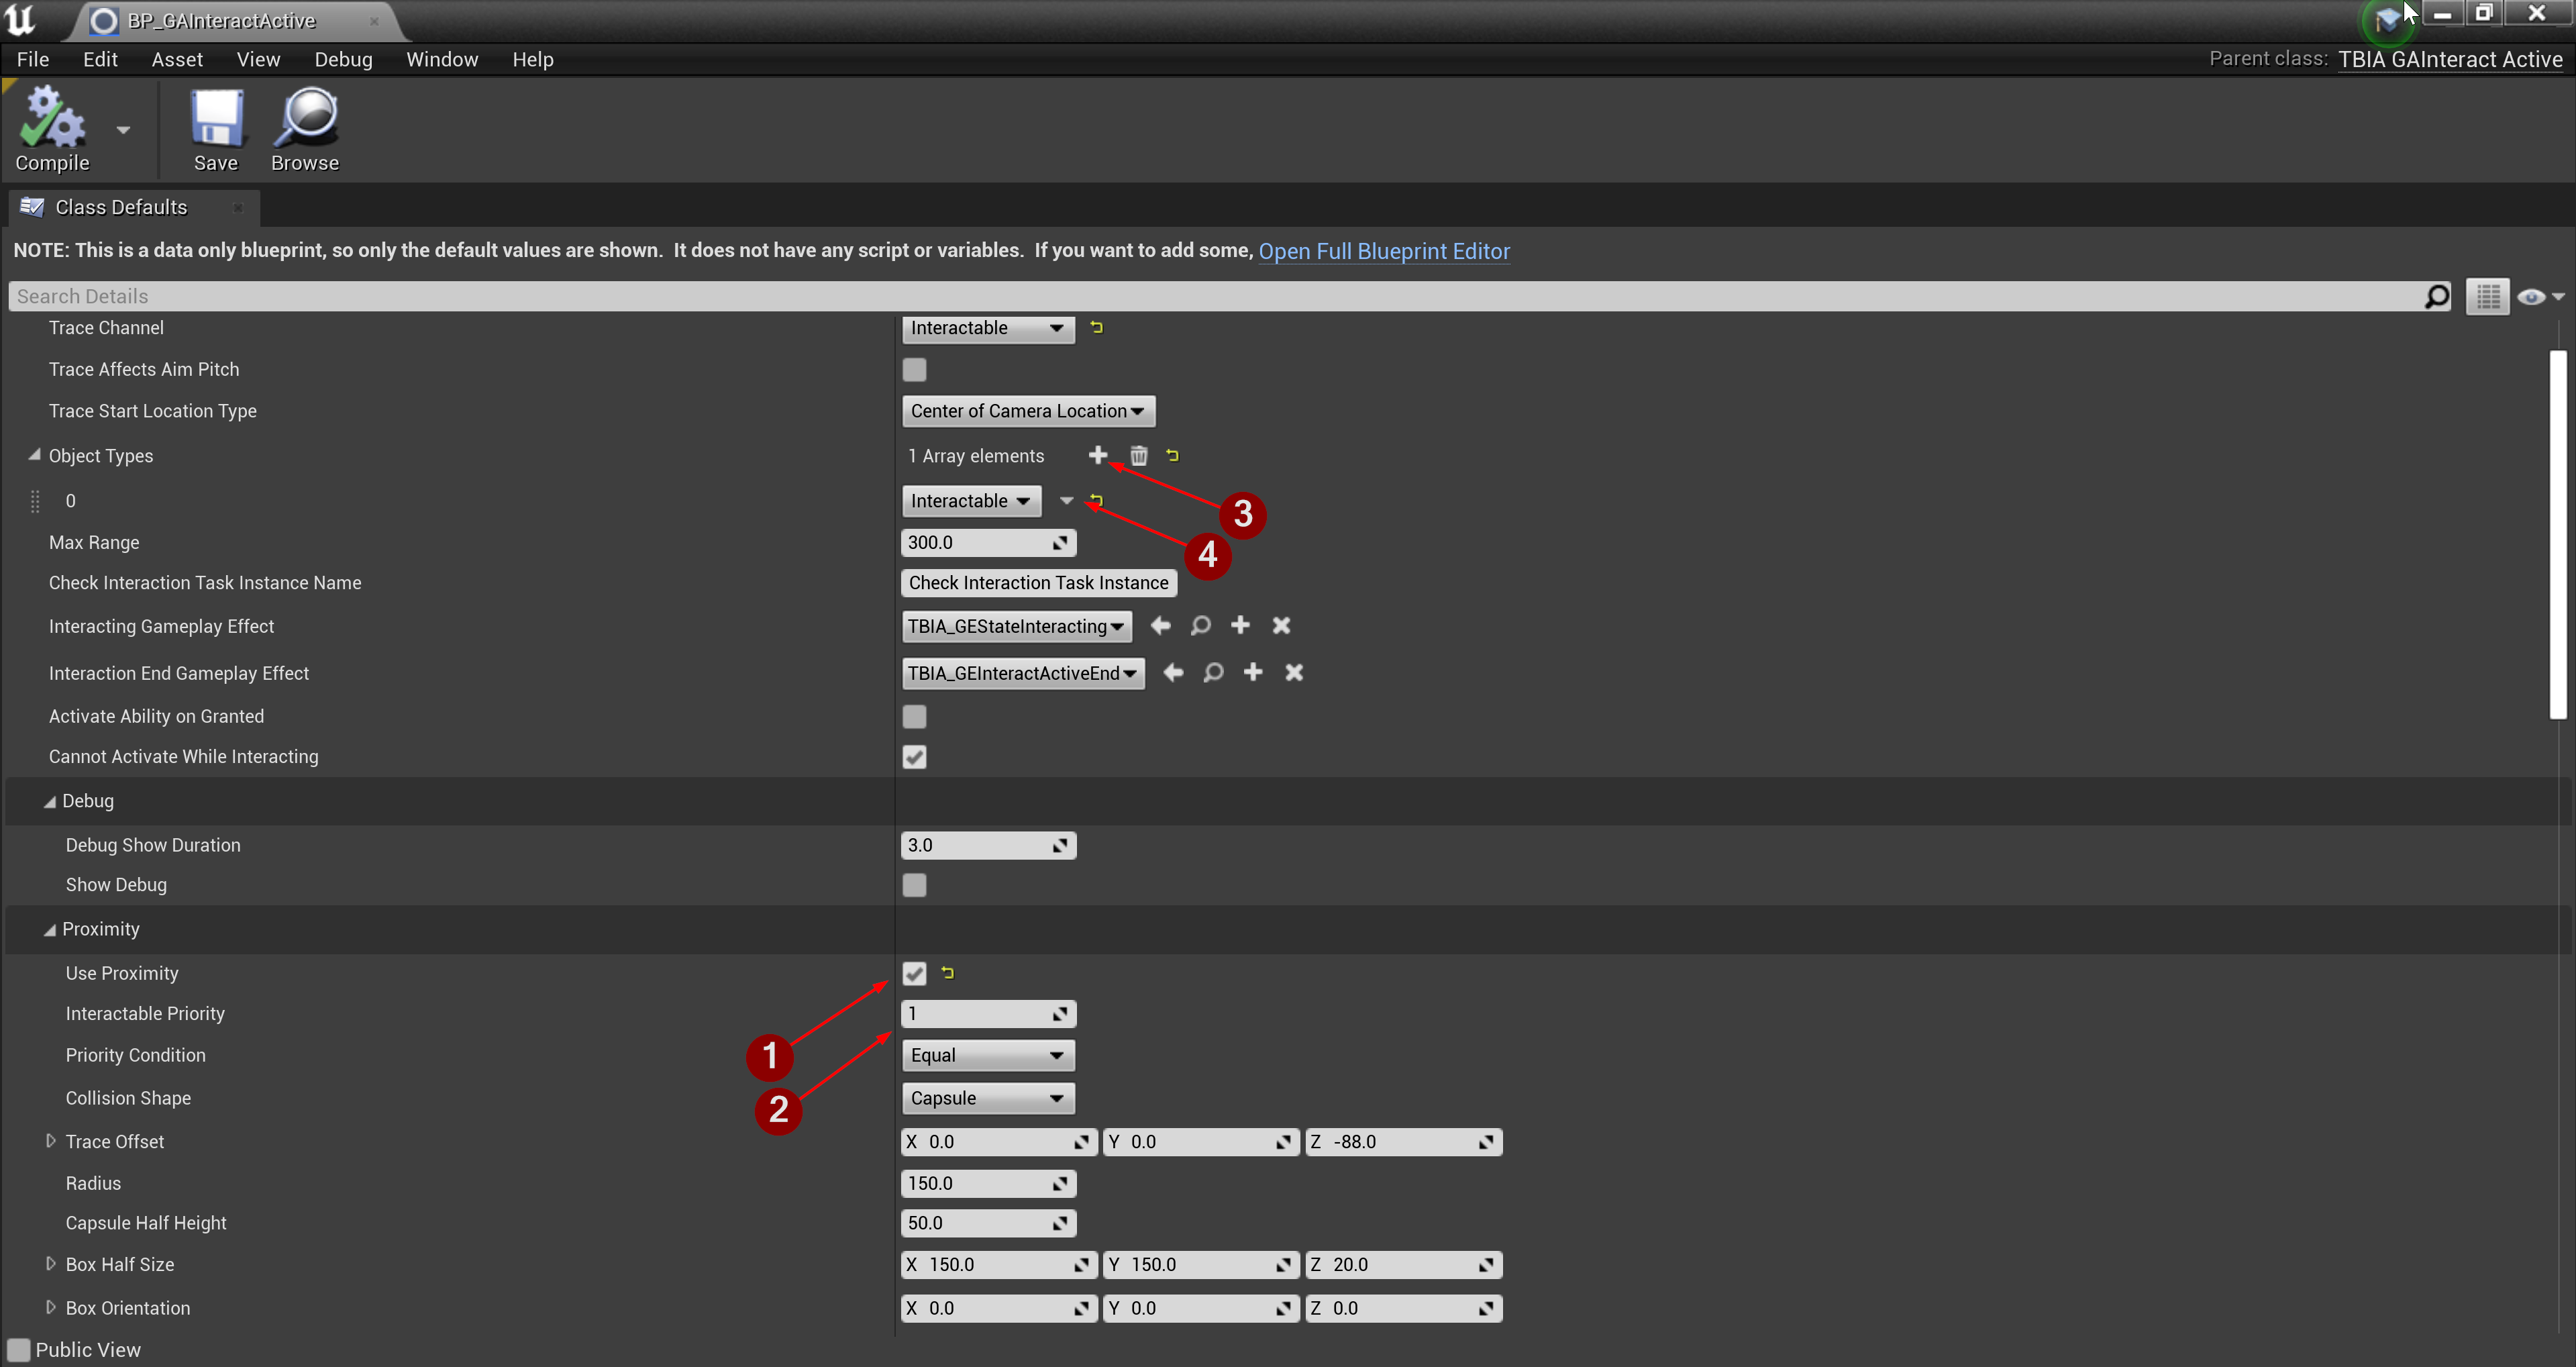 BP_GAInteractActive
File Edit Asset View Debug Window Help
Parent class: TBIA GAInteract Active
Compile Save Browse
Class Defaults
NOTE: This is a data only blueprint, so only the default values are shown. It does not have any script or variables. If you want to add some, Open Full Blueprint Editor
Search Details
Trace Channel Interactable
Trace Affects Aim Pitch
Trace Start Location Type Center of Camera Location
Object Types 1 Array elements
3
0 Interactable
4
Max Range 300.0
Check Interaction Task Instance Name Check Interaction Task Instance
Interacting Gameplay Effect TBIA_GEStateInteracting
Interaction End Gameplay Effect TBIA_GEInteractActiveEnd
Activate Ability on Granted
Cannot Activate While Interacting
Debug
Debug Show Duration 3.0
Show Debug
Proximity
Use Proximity
Interactable Priority 1
1
Priority Condition Equal
Collision Shape Capsule
2
Trace Offset X 0.0 Y 0.0 Z -88.0
Radius 150.0
Capsule Half Height 50.0
Box Half Size X 150.0 Y 150.0 Z 20.0
Box Orientation X 0.0 Y 0.0 Z 0.0
Public View